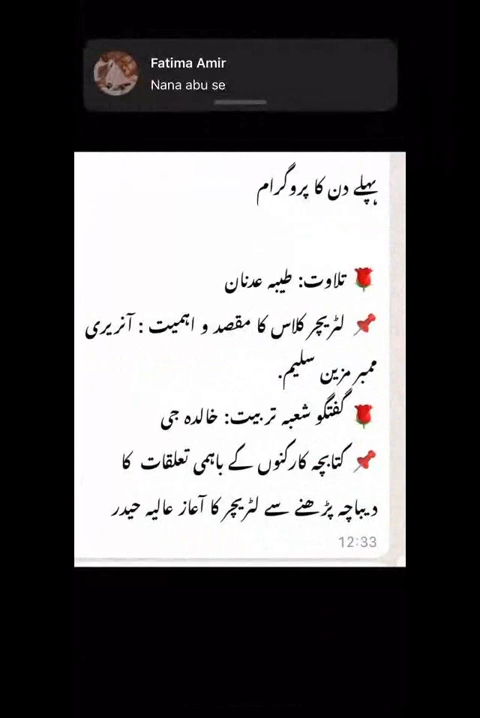 Fatima Amir
Nana abu se
پہلے دن کا پروگرام
🌹 تلاوت: طیبہ عدنان
📌 لٹریچر کلاس کا مقصد و اہمیت : آنریری
ممبر مزین سلیم.
🌹 گفتگو شعبہ تربیت: خالدہ جی
📌 کتابچہ کارکنوں کے باہمی تعلقات کا
دیباچہ پڑھنے سے لٹریچر کا آغاز عالیہ حیدر
12:33